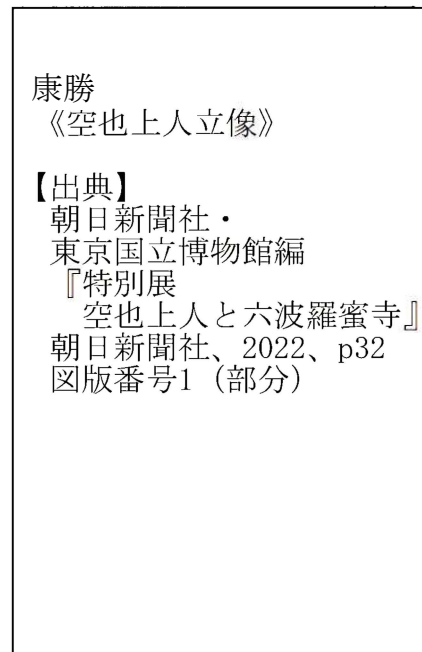 康勝
《空也上人立像》
【出典】
朝日新聞社・
東京国立博物館編
『特別展
空也上人と六波羅蜜寺』
朝日新聞社、2022、p32
図版番号1（部分）